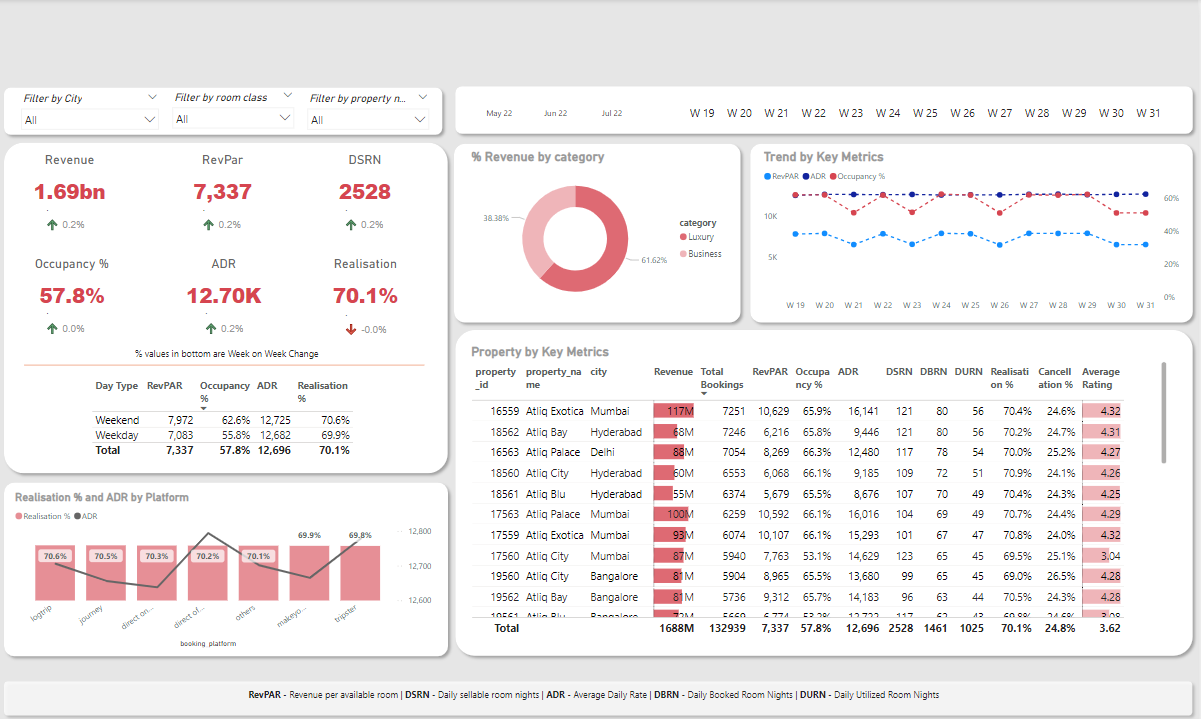 Filter by City
Filter by room class
Filter by property n...
All
All
All
May 22 Jun 22 Jul 22
W 19 W 20 W 21 W 22 W 23 W 24 W 25 W 26 W 27 W 28 W 29 W 30 W 31
Revenue RevPar DSRN
1.69bn 7,337 2528
0.2% 0.2% 0.2%
Occupancy % ADR Realisation
57.8% 12.70K 70.1%
0.0% 0.2% -0.0%
% values in bottom are Week on Week Change
Day Type RevPAR Occupancy % ADR Realisation %
Weekend 7,972 62.6% 12,725 70.6%
Weekday 7,083 55.8% 12,682 69.9%
Total 7,337 57.8% 12,696 70.1%
% Revenue by category
38.38%
61.62%
category
Luxury
Business
Trend by Key Metrics
RevPAR ADR Occupancy %
10K
5K
60%
40%
20%
0%
W 19 W 20 W 21 W 22 W 23 W 24 W 25 W 26 W 27 W 28 W 29 W 30 W 31
Realisation % and ADR by Platform
Realisation % ADR
70.6% 70.5% 70.3% 70.2% 70.1% 69.9% 69.8%
12,800
12,700
12,600
logtrip journey direct on... direct of... others makeyo... tripster
booking_platform
Property by Key Metrics
property_id property_name city Revenue Total Bookings RevPAR Occupancy % ADR DSRN DBRN DURN Realisation % Cancellation % Average Rating
16559 Atliq Exotica Mumbai 117M 7251 10,629 65.9% 16,141 121 80 56 70.4% 24.6% 4.32
18562 Atliq Bay Hyderabad 68M 7246 6,216 65.8% 9,446 121 80 56 70.2% 24.7% 4.31
16563 Atliq Palace Delhi 88M 7054 8,269 66.3% 12,480 117 78 54 70.0% 25.2% 4.27
18560 Atliq City Hyderabad 60M 6553 6,068 66.1% 9,185 109 72 51 70.9% 24.1% 4.26
18561 Atliq Blu Hyderabad 55M 6374 5,679 65.5% 8,676 107 70 49 70.4% 24.3% 4.25
17563 Atliq Palace Mumbai 100M 6259 10,592 66.1% 16,016 104 69 49 70.7% 24.4% 4.29
17559 Atliq Exotica Mumbai 93M 6074 10,107 66.1% 15,293 101 67 47 70.8% 24.0% 4.32
17560 Atliq City Mumbai 87M 5940 7,763 53.1% 14,629 123 65 45 69.5% 25.1% 3.04
19560 Atliq City Bangalore 81M 5904 8,965 65.5% 13,680 99 65 45 69.0% 26.5% 4.28
19562 Atliq Bay Bangalore 81M 5736 9,312 65.7% 14,183 96 63 44 70.5% 24.3% 4.28
19561 Atliq Blu Bangalore
Total 1688M 132939 7,337 57.8% 12,696 2528 1461 1025 70.1% 24.8% 3.62
RevPAR - Revenue per available room | DSRN - Daily sellable room nights | ADR - Average Daily Rate | DBRN - Daily Booked Room Nights | DURN - Daily Utilized Room Nights